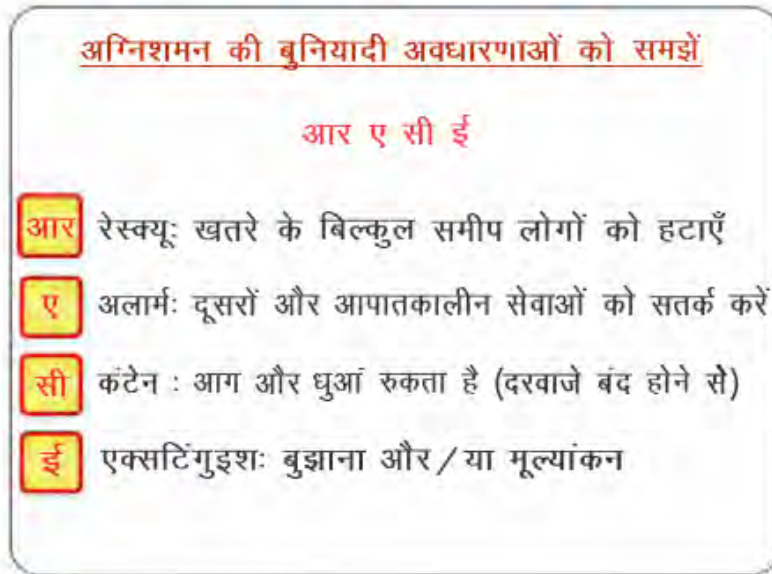 अग्निशमन की बुनियादी अवधारणाओं को समझें
आर ए सी ई
आर रेस्क्यू: खतरे के बिल्कुल समीप लोगों को हटाएँ
ए अलार्म: दूसरों और आपातकालीन सेवाओं को सतर्क करें
सी कंटेन : आग और धुआं रुकता है (दरवाजे बंद होने से)
ई एक्सटिंगुइश: बुझाना और / या मूल्यांकन